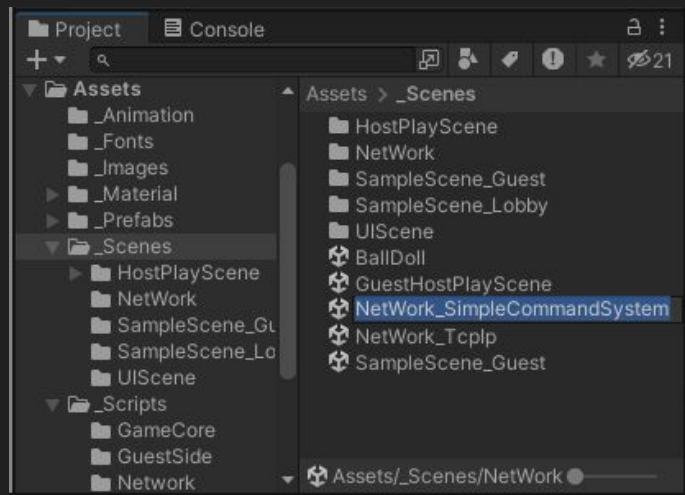 Project
Console
21
Assets
_Animation
_Fonts
_Images
_Material
_Prefabs
_Scenes
HostPlayScene
NetWork
SampleScene_Gu
SampleScene_Lo
UIScene
_Scripts
GameCore
GuestSide
Network
Assets > _Scenes
HostPlayScene
NetWork
SampleScene_Guest
SampleScene_Lobby
UIScene
BallDoll
GuestHostPlayScene
NetWork_SimpleCommandSystem
NetWork_TcpIp
SampleScene_Guest
Assets/_Scenes/NetWork